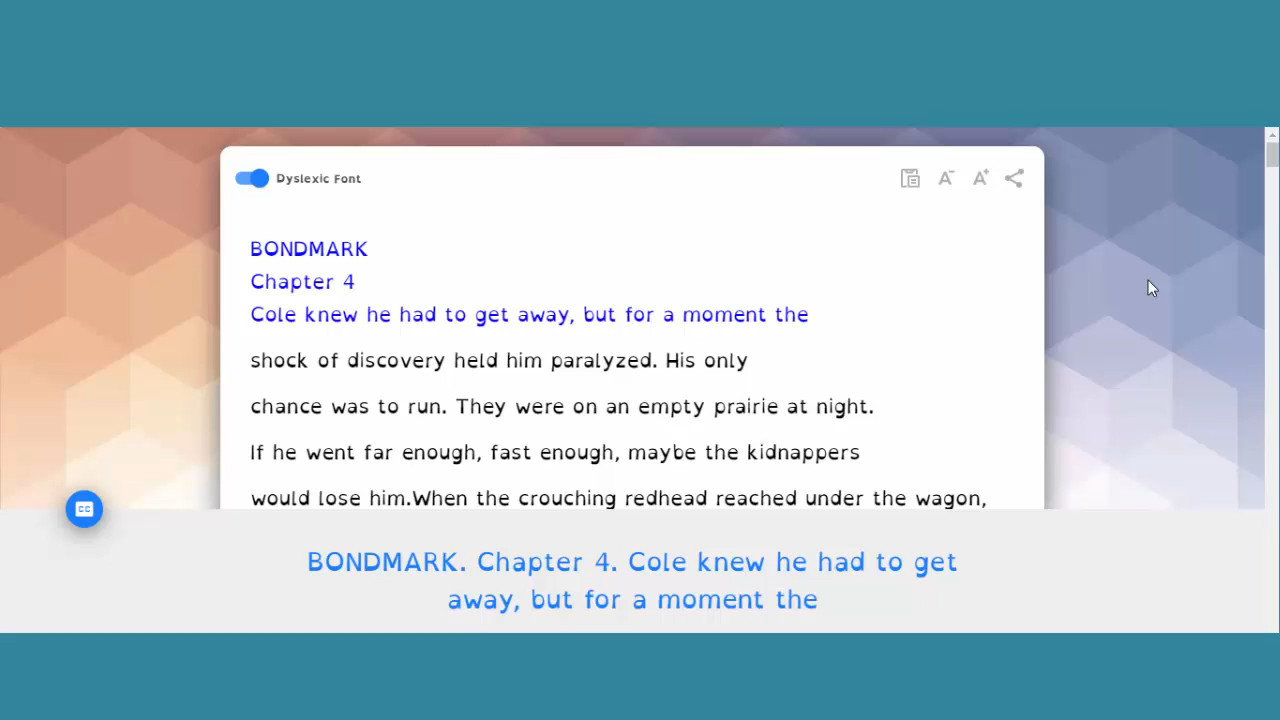 Dyslexic Font
A-
A+
BONDMARK
Chapter 4
Cole knew he had to get away, but for a moment the
shock of discovery held him paralyzed. His only
chance was to run. They were on an empty prairie at night.
If he went far enough, fast enough, maybe the kidnappers
would lose him.When the crouching redhead reached under the wagon,
CC
BONDMARK. Chapter 4. Cole knew he had to get
away, but for a moment the